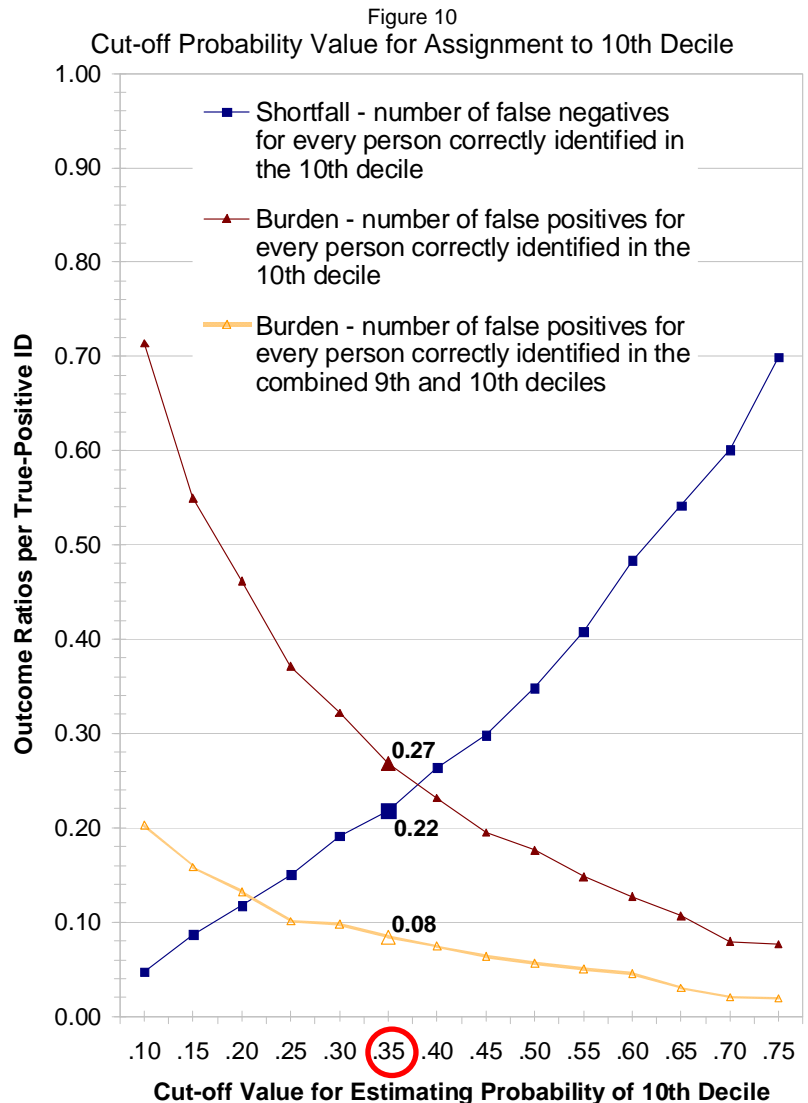 Figure 10
Cut-off Probability Value for Assignment to 10th Decile
1.00
0.90
0.80
0.70
0.60
0.50
0.40
0.30
0.20
0.10
0.00
Outcome Ratios per True-Positive ID
Shortfall - number of false negatives
for every person correctly identified in
the 10th decile
Burden - number of false positives for
every person correctly identified in the
10th decile
Burden - number of false positives for
every person correctly identified in the
combined 9th and 10th deciles
0.27
0.22
0.08
.10 .15 .20 .25 .30 .35 .40 .45 .50 .55 .60 .65 .70 .75
Cut-off Value for Estimating Probability of 10th Decile